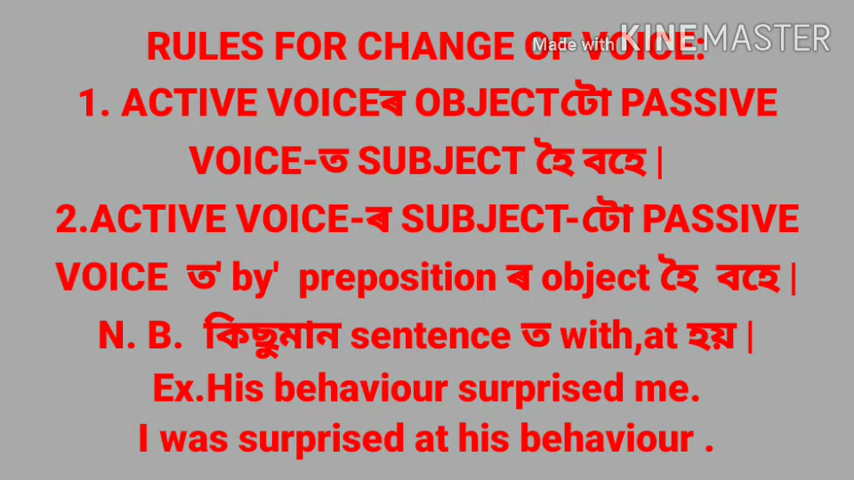 RULES FOR CHANGE OF VOICE:
Made with KINEMASTER
1. ACTIVE VOICEৰ OBJECTটো PASSIVE
VOICE-ত SUBJECT হৈ বহে |
2.ACTIVE VOICE-ৰ SUBJECT-টো PASSIVE
VOICE ত' by' preposition ৰ object হৈ বহে |
N. B. কিছুমান sentence ত with,at হয় |
Ex.His behaviour surprised me.
I was surprised at his behaviour .